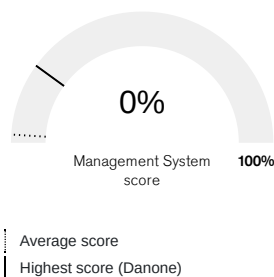 0%
Management System
score
100%
Average score
Highest score (Danone)